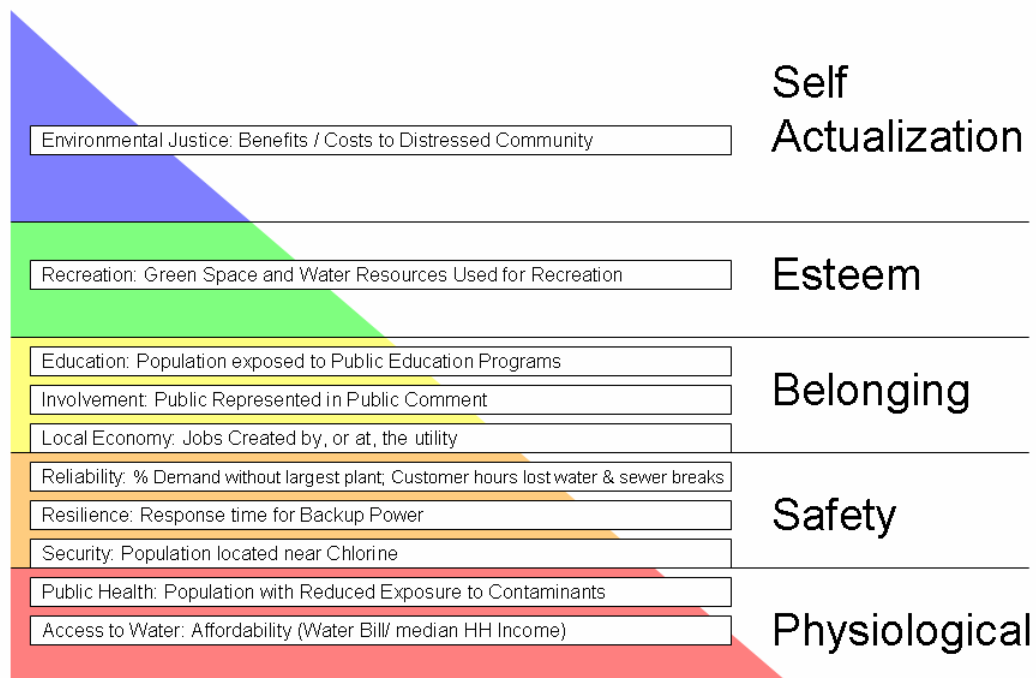 Self
Actualization
Environmental Justice: Benefits / Costs to Distressed Community
Recreation: Green Space and Water Resources Used for Recreation
Esteem
Education: Population exposed to Public Education Programs
Involvement: Public Represented in Public Comment
Local Economy: Jobs Created by, or at, the utility
Belonging
Reliability: % Demand without largest plant; Customer hours lost water & sewer breaks
Resilience: Response time for Backup Power
Security: Population located near Chlorine
Safety
Public Health: Population with Reduced Exposure to Contaminants
Access to Water: Affordability (Water Bill/ median HH Income)
Physiological